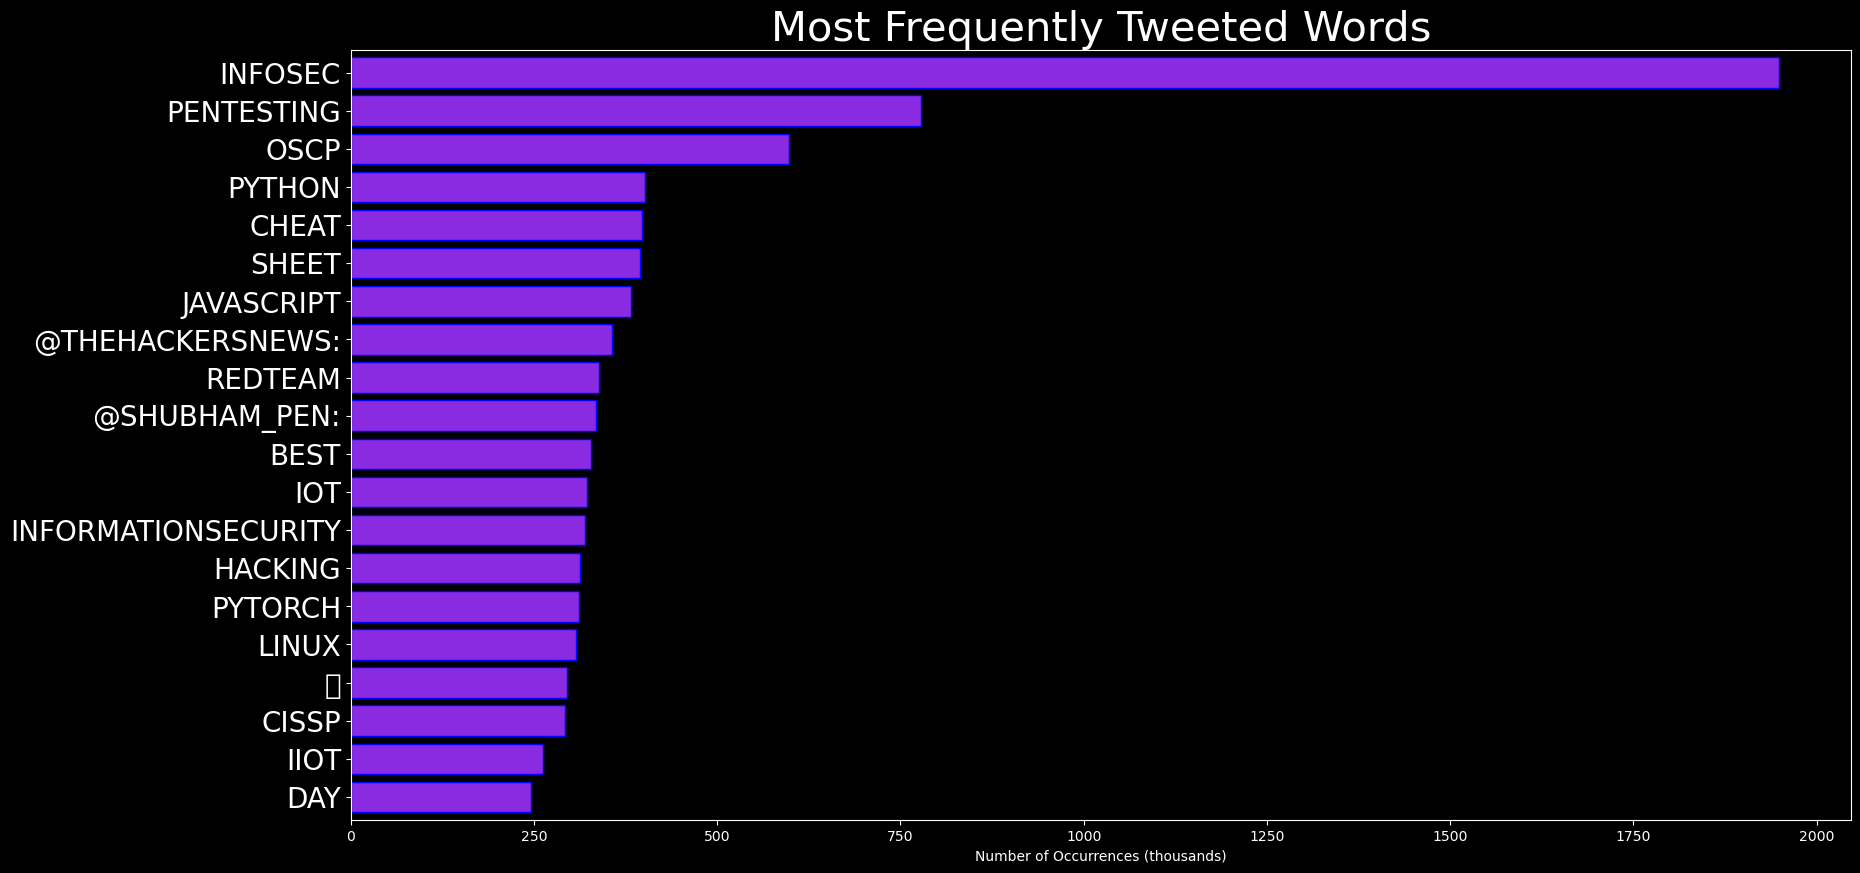 Most Frequently Tweeted Words
INFOSEC
PENTESTING
OSCP
PYTHON
CHEAT
SHEET
JAVASCRIPT
@THEHACKERSNEWS:
REDTEAM
@SHUBHAM_PEN:
BEST
IOT
INFORMATIONSECURITY
HACKING
PYTORCH
LINUX
CISSP
IIOT
DAY
0 250 500 750 1000 1250 1500 1750 2000
Number of Occurrences (thousands)